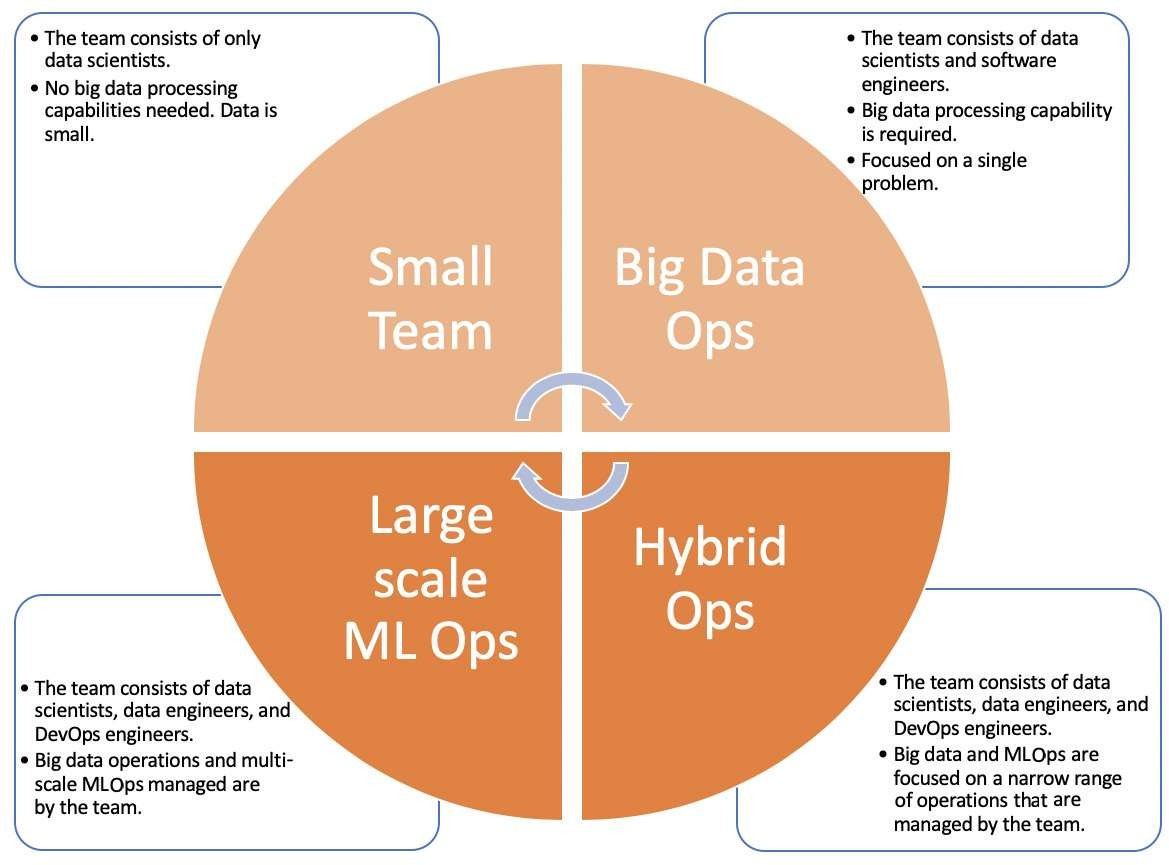 • The team consists of only
data scientists.
• No big data processing
capabilities needed. Data is
small.
• The team consists of data
scientists and software
engineers.
• Big data processing capability
is required.
• Focused on a single
problem.
Small
Team
Big Data
Ops
Large
scale
ML Ops
Hybrid
Ops
• The team consists of data
scientists, data engineers, and
DevOps engineers.
• Big data operations and multi-
scale MLOps managed are
by the team.
• The team consists of data
scientists, data engineers, and
DevOps engineers.
• Big data and MLOps are
focused on a narrow range
of operations that are
managed by the team.